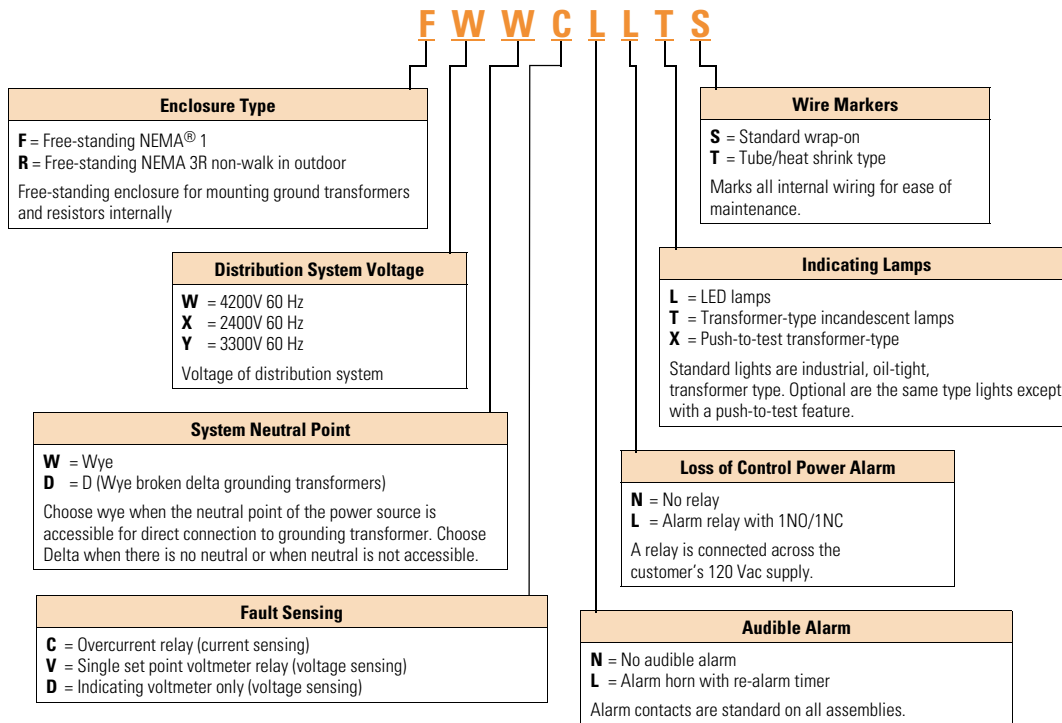 F W W C L L T S
Enclosure Type
F = Free-standing NEMA® 1
R = Free-standing NEMA 3R non-walk in outdoor
Free-standing enclosure for mounting ground transformers
and resistors internally
Distribution System Voltage
W = 4200V 60 Hz
X = 2400V 60 Hz
Y = 3300V 60 Hz
Voltage of distribution system
System Neutral Point
W = Wye
D = D (Wye broken delta grounding transformers)
Choose wye when the neutral point of the power source is
accessible for direct connection to grounding transformer. Choose
Delta when there is no neutral or when neutral is not accessible.
Fault Sensing
C = Overcurrent relay (current sensing)
V = Single set point voltmeter relay (voltage sensing)
D = Indicating voltmeter only (voltage sensing)
Wire Markers
S = Standard wrap-on
T = Tube/heat shrink type
Marks all internal wiring for ease of
maintenance.
Indicating Lamps
L = LED lamps
T = Transformer-type incandescent lamps
X = Push-to-test transformer-type
Standard lights are industrial, oil-tight,
transformer type. Optional are the same type lights except
with a push-to-test feature.
Loss of Control Power Alarm
N = No relay
L = Alarm relay with 1NO/1NC
A relay is connected across the
customer's 120 Vac supply.
Audible Alarm
N = No audible alarm
L = Alarm horn with re-alarm timer
Alarm contacts are standard on all assemblies.